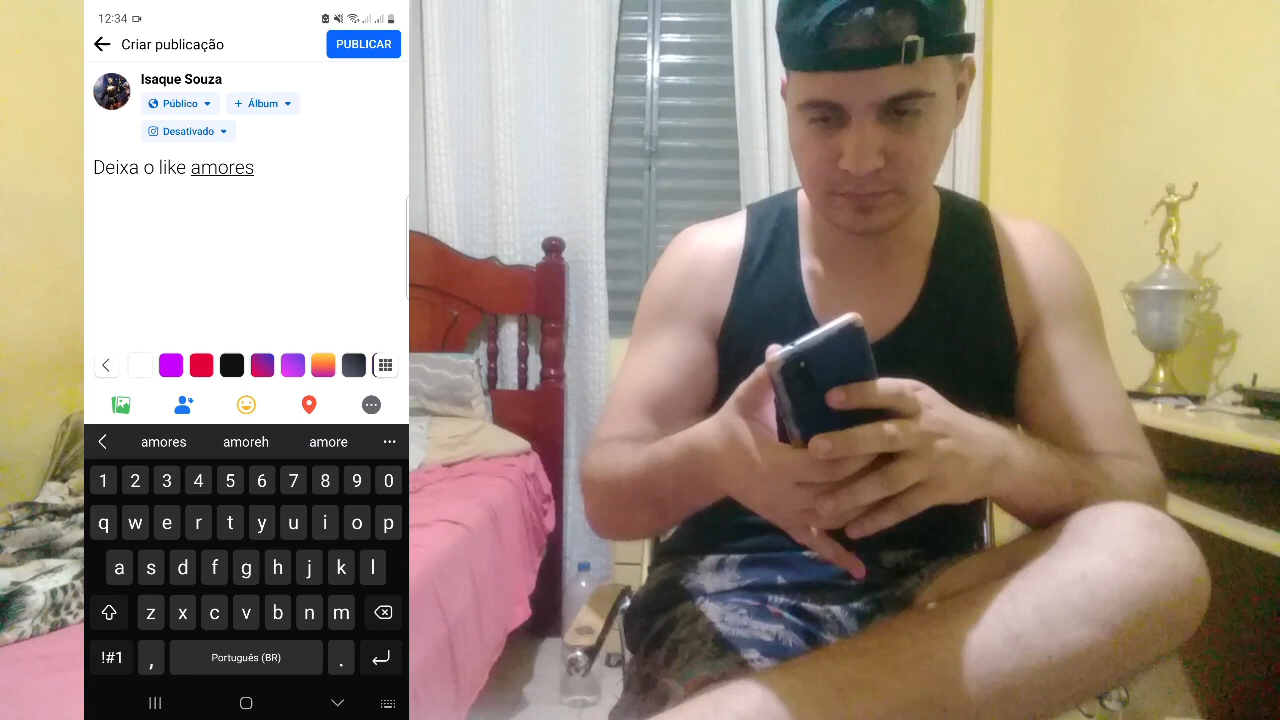 12:34
Criar publicação
PUBLICAR
Isaque Souza
Público
+ Álbum
Desativado
Deixa o like amores
amores amoreh amore
1 2 3 4 5 6 7 8 9 0
q w e r t y u i o p
a s d f g h j k l
z x c v b n m
!#1 , Português (BR) .